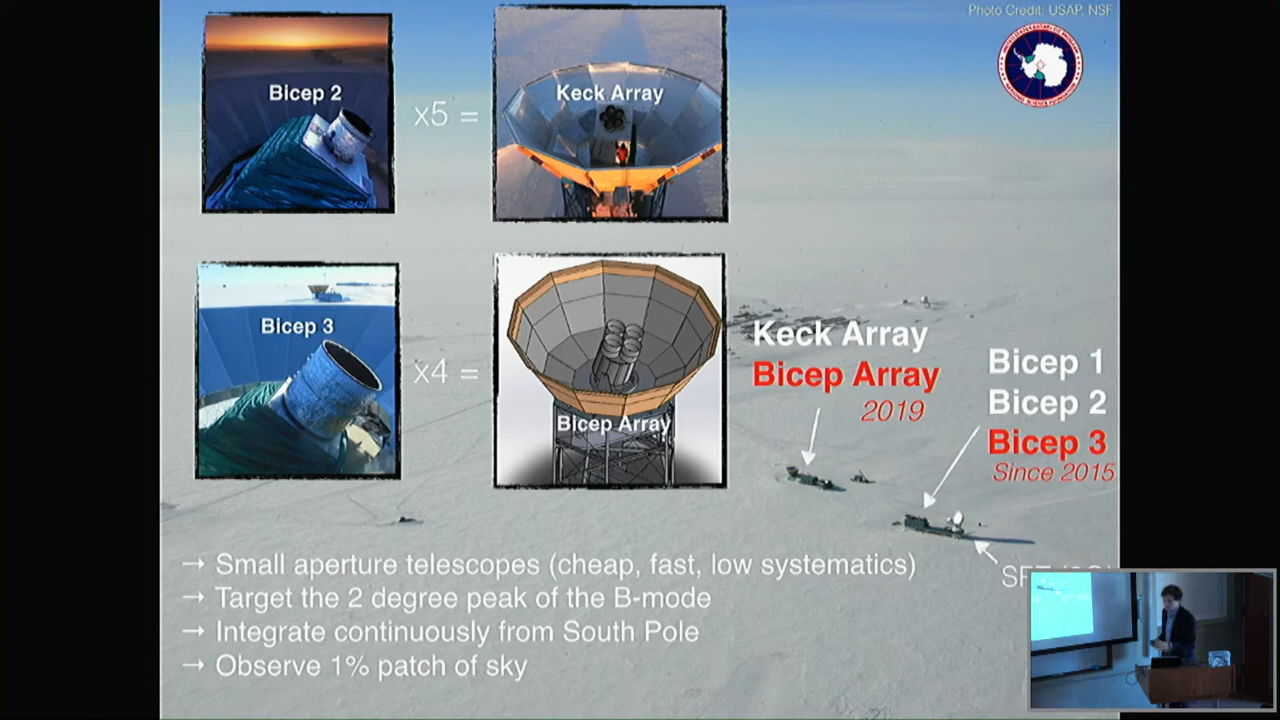 Photo Credit: USAP, NSF
Bicep 2
x5 =
Keck Array
Bicep 3
x4 =
Bicep Array
Keck Array
Bicep Array
2019
Bicep 1
Bicep 2
Bicep 3
Since 2015
→ Small aperture telescopes (cheap, fast, low systematics)
→ Target the 2 degree peak of the B-mode
→ Integrate continuously from South Pole
→ Observe 1% patch of sky